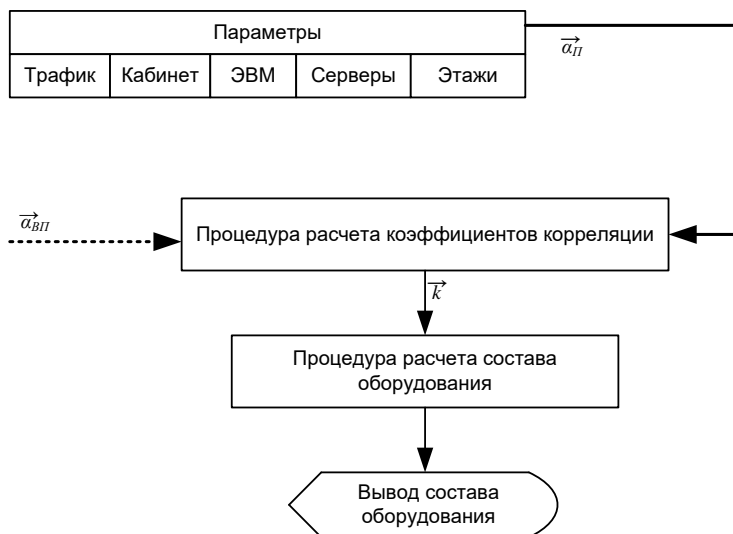 Параметры
α⃗П
Трафик Кабинет ЭВМ Серверы Этажи
α⃗ВП
Процедура расчета коэффициентов корреляции
k⃗
Процедура расчета состава
оборудования
Вывод состава
оборудования